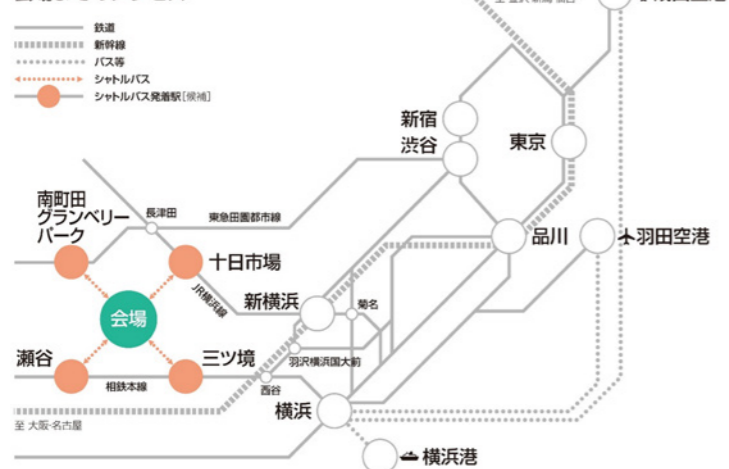 鉄道
新幹線
バス等
シャトルバス
シャトルバス発着駅[候補]
新宿
渋谷
東京
南町田
グランベリー
パーク
長津田
東急田園都市線
十日市場
JR横浜線
品川
羽田空港
会場
新横浜
菊名
瀬谷
三ツ境
羽沢横浜国大前
相鉄本線
西谷
横浜
至 大阪・名古屋
横浜港